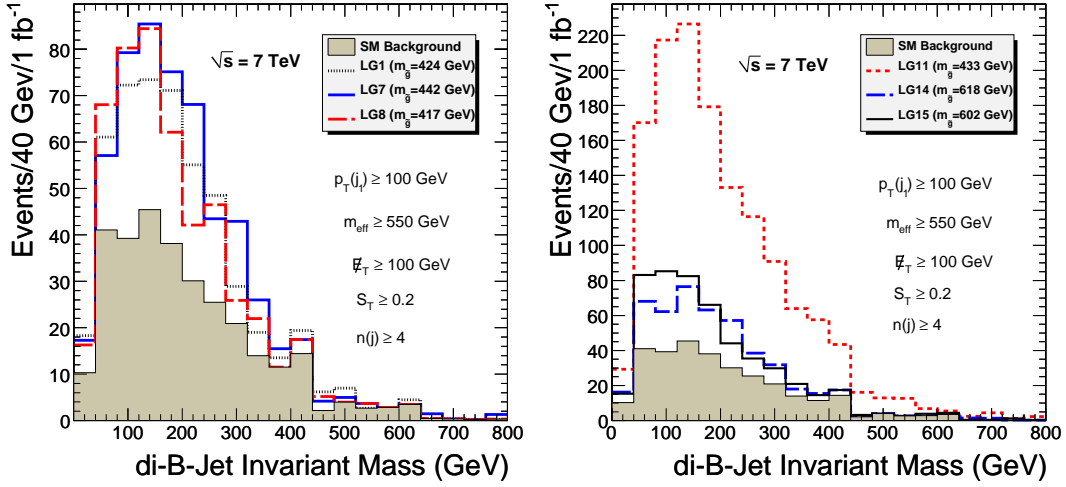 Events/40 Gev/1 fb⁻¹
80
70
60
50
40
30
20
10
0
√s = 7 TeV
SM Background
LG1 (m_g̃=424 GeV)
LG7 (m_g̃=442 GeV)
LG8 (m_g̃=417 GeV)
p_T(j_1) ≥ 100 GeV
m_eff ≥ 550 GeV
E̸_T ≥ 100 GeV
S_T ≥ 0.2
n(j) ≥ 4
100 200 300 400 500 600 700 800
di-B-Jet Invariant Mass (GeV)
Events/40 Gev/1 fb⁻¹
220
200
180
160
140
120
100
80
60
40
20
0
√s = 7 TeV
SM Background
LG11 (m_g̃=433 GeV)
LG14 (m_g̃=618 GeV)
LG15 (m_g̃=602 GeV)
p_T(j_1) ≥ 100 GeV
m_eff ≥ 550 GeV
E̸_T ≥ 100 GeV
S_T ≥ 0.2
n(j) ≥ 4
0 100 200 300 400 500 600 700 800
di-B-Jet Invariant Mass (GeV)